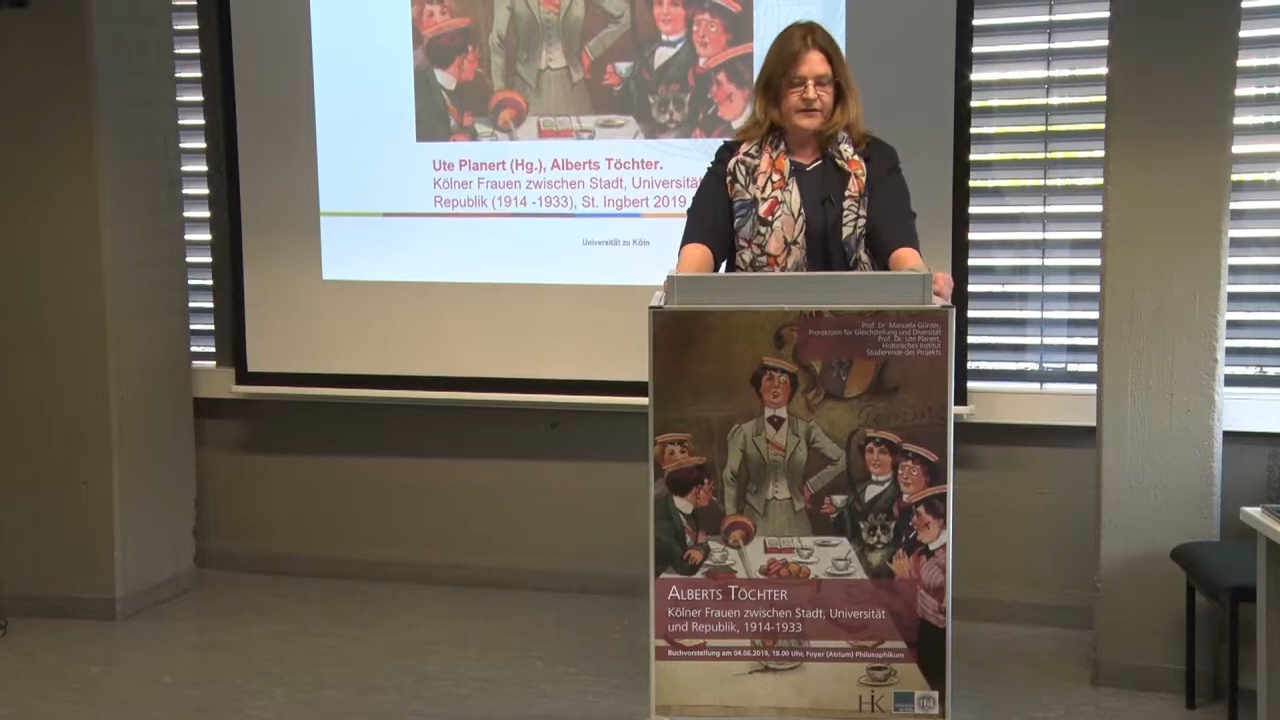 Ute Planert (Hg.), Alberts Töchter.
Kölner Frauen zwischen Stadt, Universität
Republik (1914 -1933), St. Ingbert 2019
Universität zu Köln
Prof. Dr. Manuela Günter,
Prorektorin für Gleichstellung und Diversität
Prof. Dr. Ute Planert,
Historisches Institut
Studierende des Projekts
ALBERTS TÖCHTER
Kölner Frauen zwischen Stadt, Universität
und Republik, 1914-1933
Buchvorstellung am 04.06.2019, 18.00 Uhr, Foyer (Atrium) Philosophikum
HiK